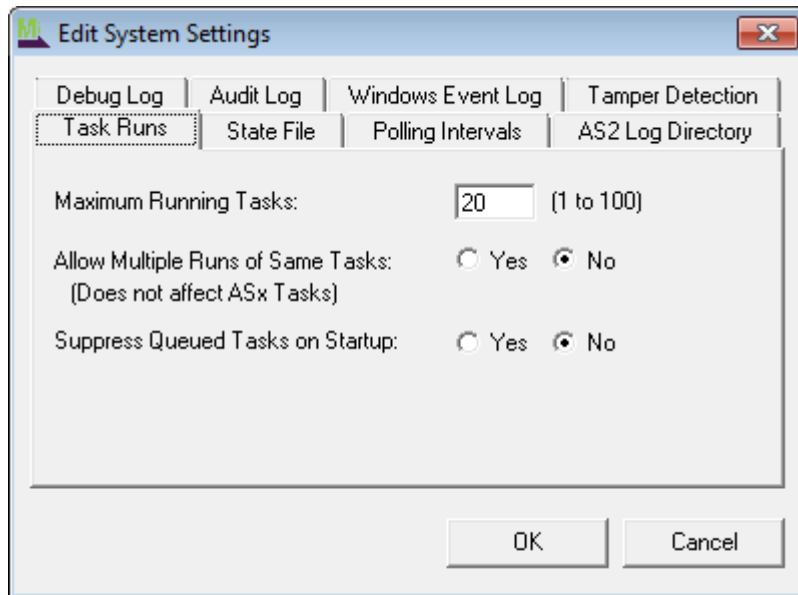 Edit System Settings
Debug Log Audit Log Windows Event Log Tamper Detection
Task Runs State File Polling Intervals AS2 Log Directory
Maximum Running Tasks: 20 (1 to 100)
Allow Multiple Runs of Same Tasks: Yes No
(Does not affect ASx Tasks)
Suppress Queued Tasks on Startup: Yes No
OK Cancel